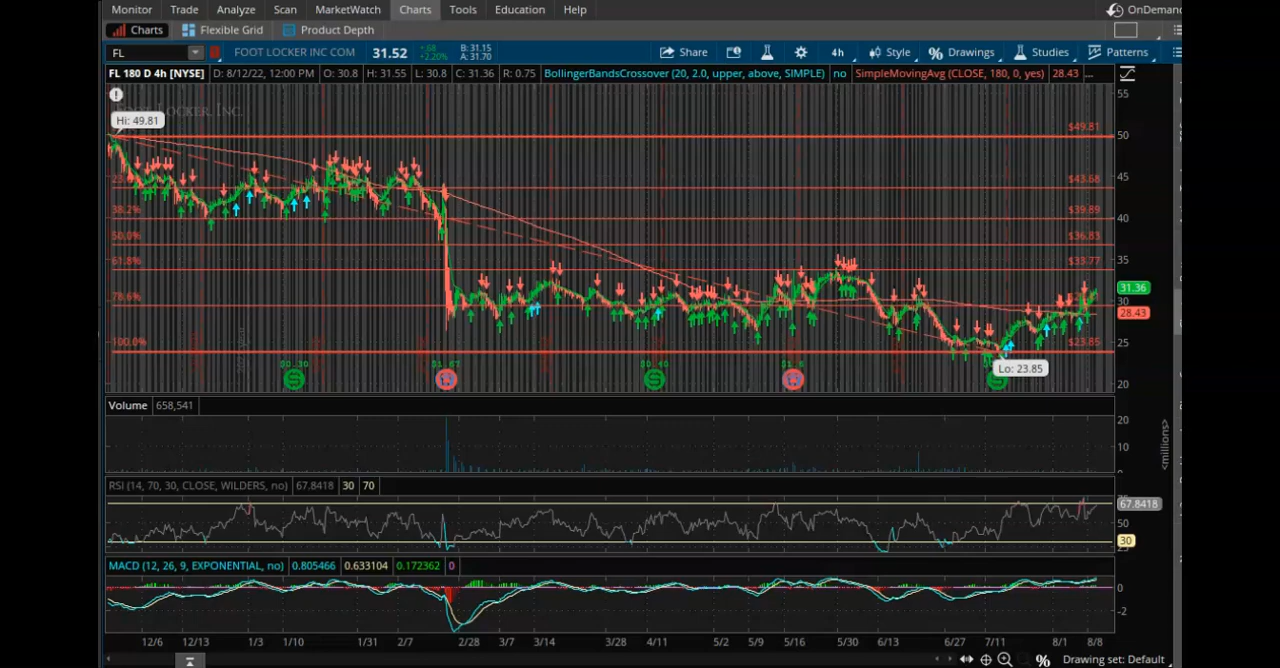 Monitor Trade Analyze Scan MarketWatch Charts Tools Education Help OnDemand
Charts Flexible Grid Product Depth
FL FOOT LOCKER INC COM 31.52 +.68 +2.20% B: 31.15 A: 31.70 Share 4h Style Drawings Studies Patterns
FL 180 D 4h [NYSE] D: 8/12/22, 12:00 PM O: 30.8 H: 31.55 L: 30.8 C: 31.36 R: 0.75 BollingerBandsCrossover (20, 2.0, upper, above, SIMPLE) no SimpleMovingAvg (CLOSE, 180, 0, yes) 28.43 ...
55
FOOT LOCKER, INC.
Hi: 49.81
$49.81
50
45
$43.58
38.2% $39.89
40
50.0% $36.83
35
61.8% $33.77
31.36
30
78.6%
28.43
100.0% $23.85
25
Lo: 23.85
20
Volume 658,541
20
10
<millions>
RSI (14, 70, 30, CLOSE, WILDERS, no) 67.8418 30 70
67.8418
50
30
MACD (12, 26, 9, EXPONENTIAL, no) 0.805466 0.633104 0.172362 0
0
-2
12/6 12/13 1/3 1/10 1/31 2/7 2/28 3/7 3/14 3/28 4/11 5/2 5/9 5/16 5/30 6/13 6/27 7/11 8/1 8/8
Drawing set: Default